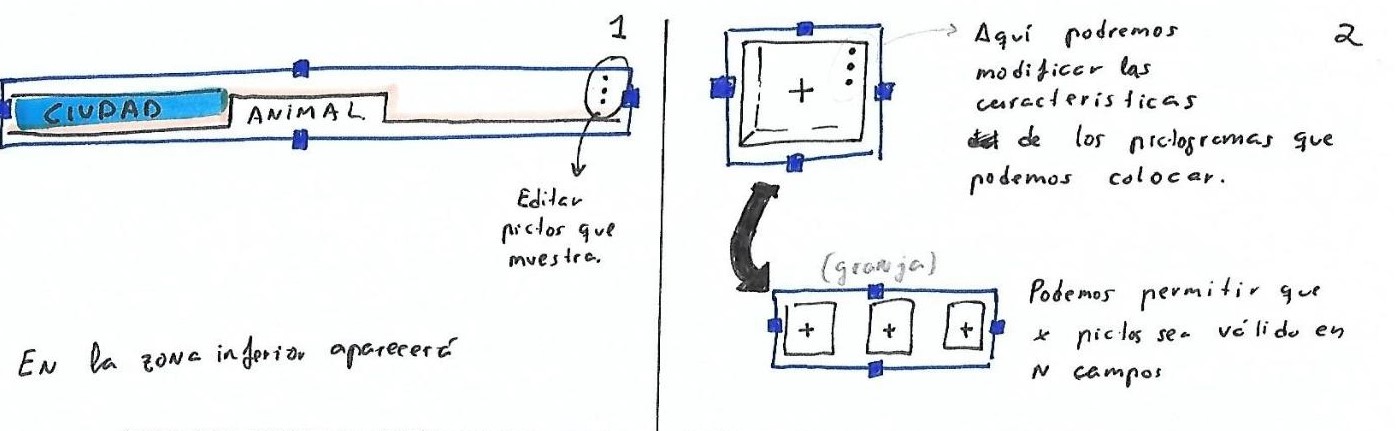 1
CIUDAD
ANIMAL
Editar
pictos que
muestra.
En la zona inferior aparecerá
2
Aquí podremos
modificar las
características
de los pictogramas que
podemos colocar.
(granja)
Podemos permitir que
x pictos sea válido en
N campos